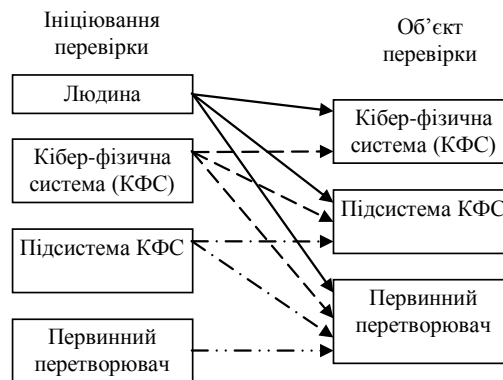 Ініціювання
перевірки
Людина
Кібер-фізична
система (КФС)
Підсистема КФС
Первинний
перетворювач
Об’єкт
перевірки
Кібер-фізична
система (КФС)
Підсистема КФС
Первинний
перетворювач